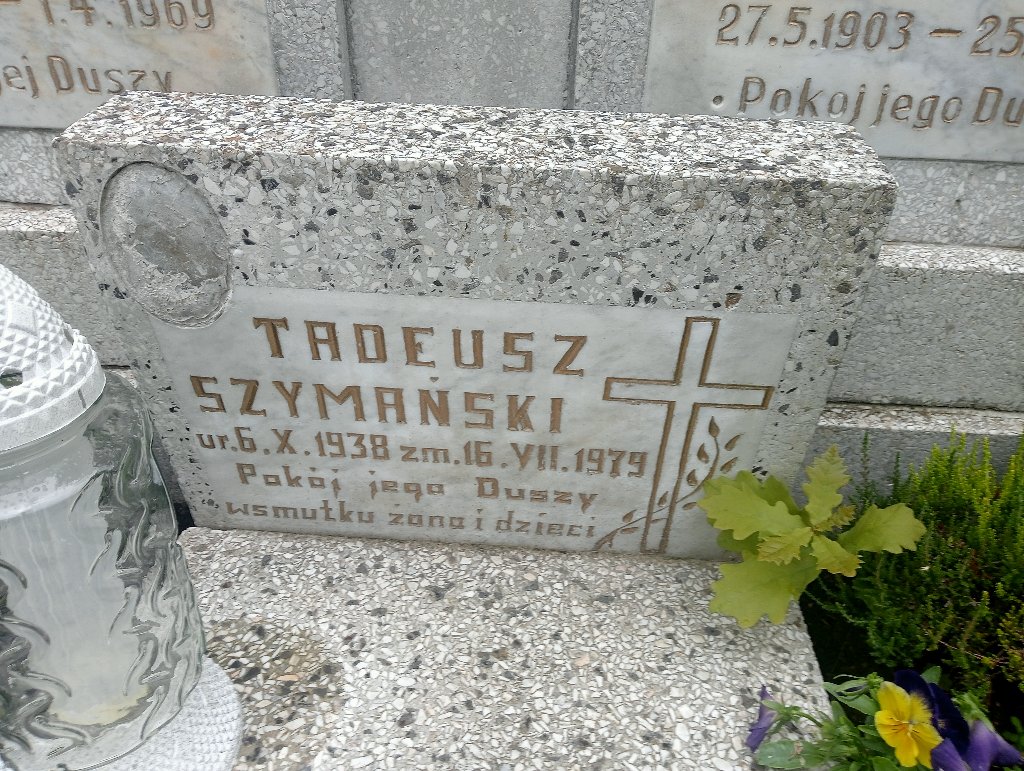 - 1.4.1969
ej Duszy
27.5.1903 - 25.
• Pokój jego Du
TADEUSZ
SZYMAŃSKI
ur. 6. X. 1938 zm. 16. VII. 1979
Pokój jego Duszy
w smutku żona i dzieci